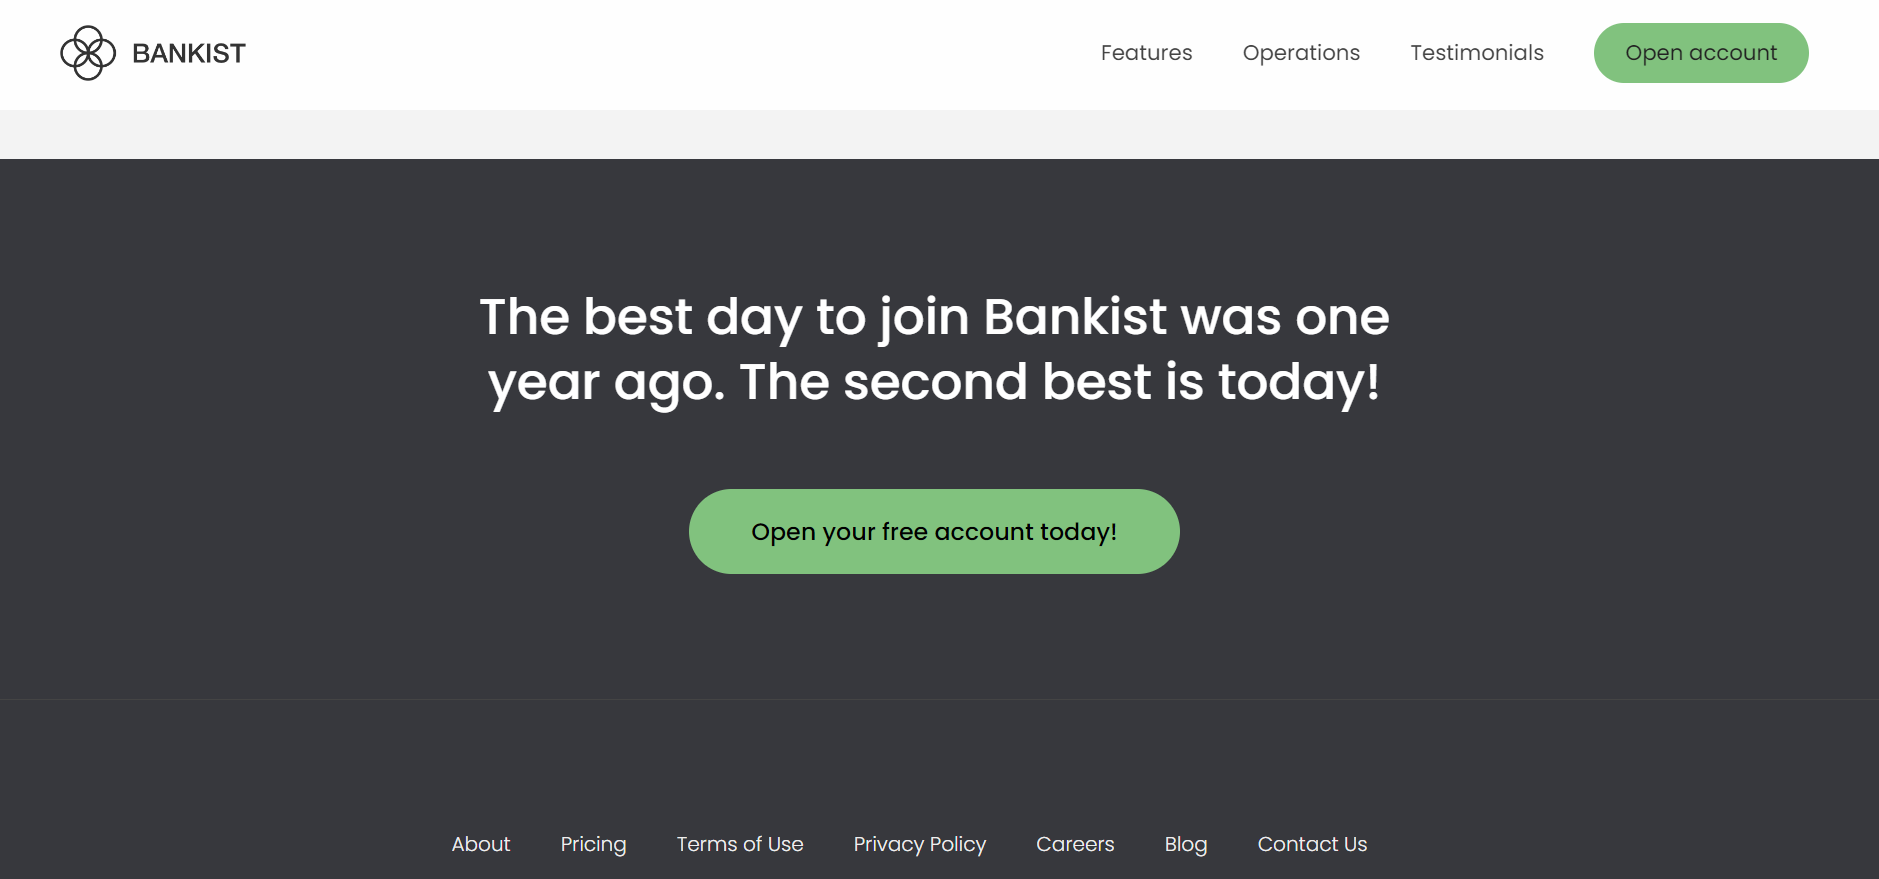 BANKIST
Features Operations Testimonials Open account
The best day to join Bankist was one
year ago. The second best is today!
Open your free account today!
About Pricing Terms of Use Privacy Policy Careers Blog Contact Us